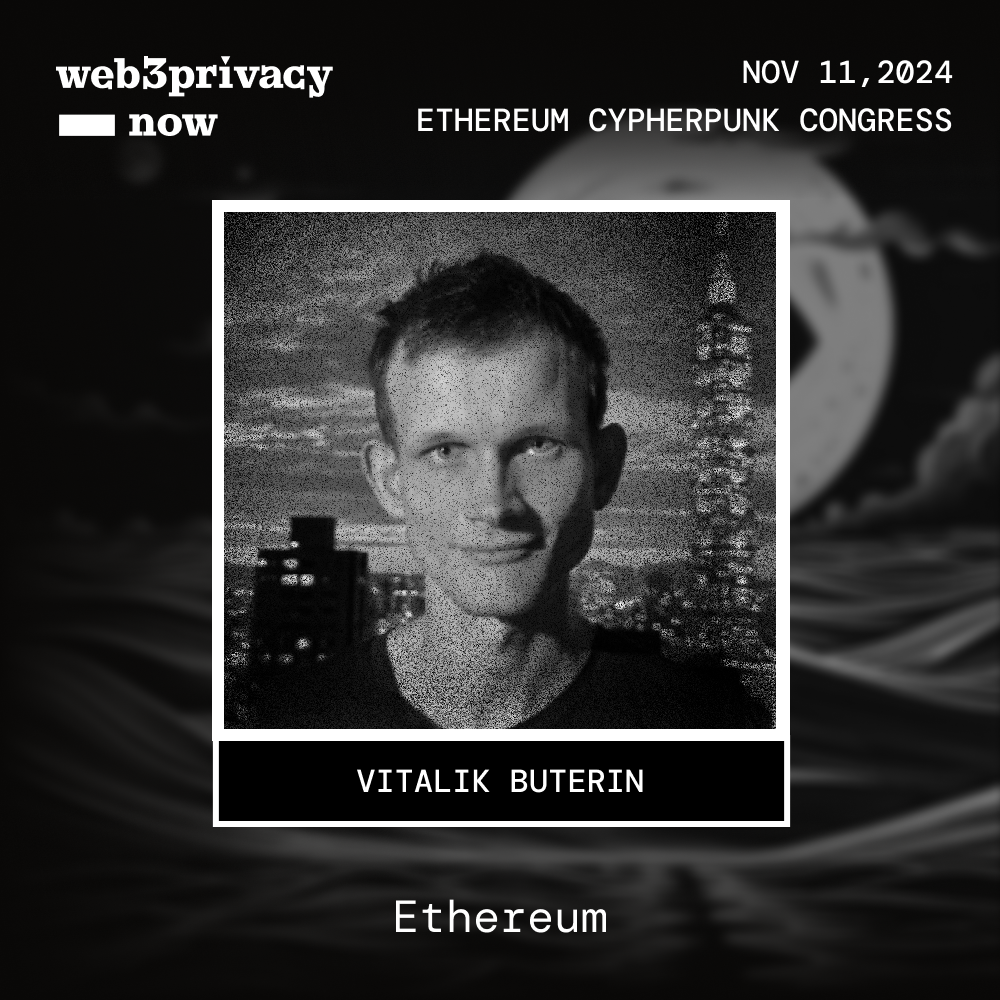 web3privacy
now
NOV 11,2024
ETHEREUM CYPHERPUNK CONGRESS
VITALIK BUTERIN
Ethereum